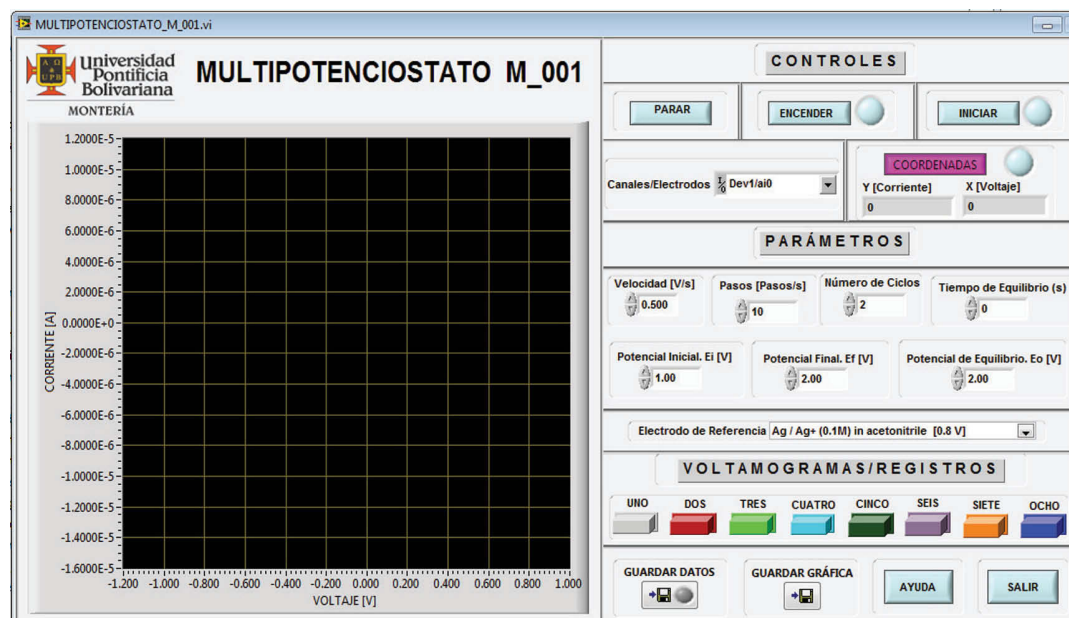 MULTIPOTENCIOSTATO_M_001.vi
Universidad
Pontificia
Bolivariana
MONTERÍA
MULTIPOTENCIOSTATO M_001
CORRIENTE [A]
1.2000E-5
1.0000E-5
8.0000E-6
6.0000E-6
4.0000E-6
2.0000E-6
0.0000E+0
-2.0000E-6
-4.0000E-6
-6.0000E-6
-8.0000E-6
-1.0000E-5
-1.2000E-5
-1.4000E-5
-1.6000E-5
-1.200 -1.000 -0.800 -0.600 -0.400 -0.200 0.000 0.200 0.400 0.600 0.800 1.000
VOLTAJE [V]
CONTROLES
PARAR ENCENDER INICIAR
Canales/Electrodos Dev1/ai0
COORDENADAS
Y [Corriente] X [Voltaje]
0 0
PARÁMETROS
Velocidad [V/s] Pasos [Pasos/s] Número de Ciclos Tiempo de Equilibrio (s)
0.500 10 2 0
Potencial Inicial. Ei [V] Potencial Final. Ef [V] Potencial de Equilibrio. Eo [V]
1.00 2.00 2.00
Electrodo de Referencia Ag / Ag+ (0.1M) in acetonitrile [0.8 V]
VOLTAMOGRAMAS/REGISTROS
UNO DOS TRES CUATRO CINCO SEIS SIETE OCHO
GUARDAR DATOS GUARDAR GRÁFICA AYUDA SALIR